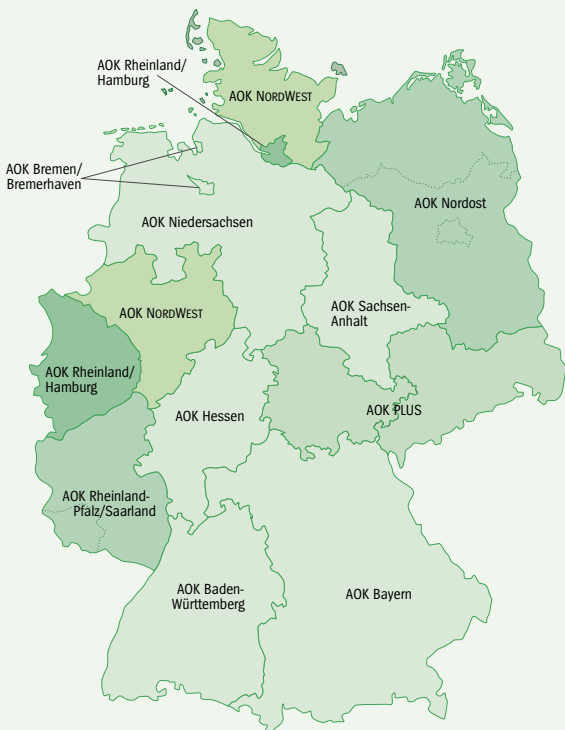 AOK Rheinland/
Hamburg
AOK NORDWEST
AOK Bremen/
Bremerhaven
AOK Nordost
AOK Niedersachsen
AOK NORDWEST
AOK Sachsen-
Anhalt
AOK Rheinland/
Hamburg
AOK Hessen
AOK PLUS
AOK Rheinland-
Pfalz/Saarland
AOK Baden-
Württemberg
AOK Bayern